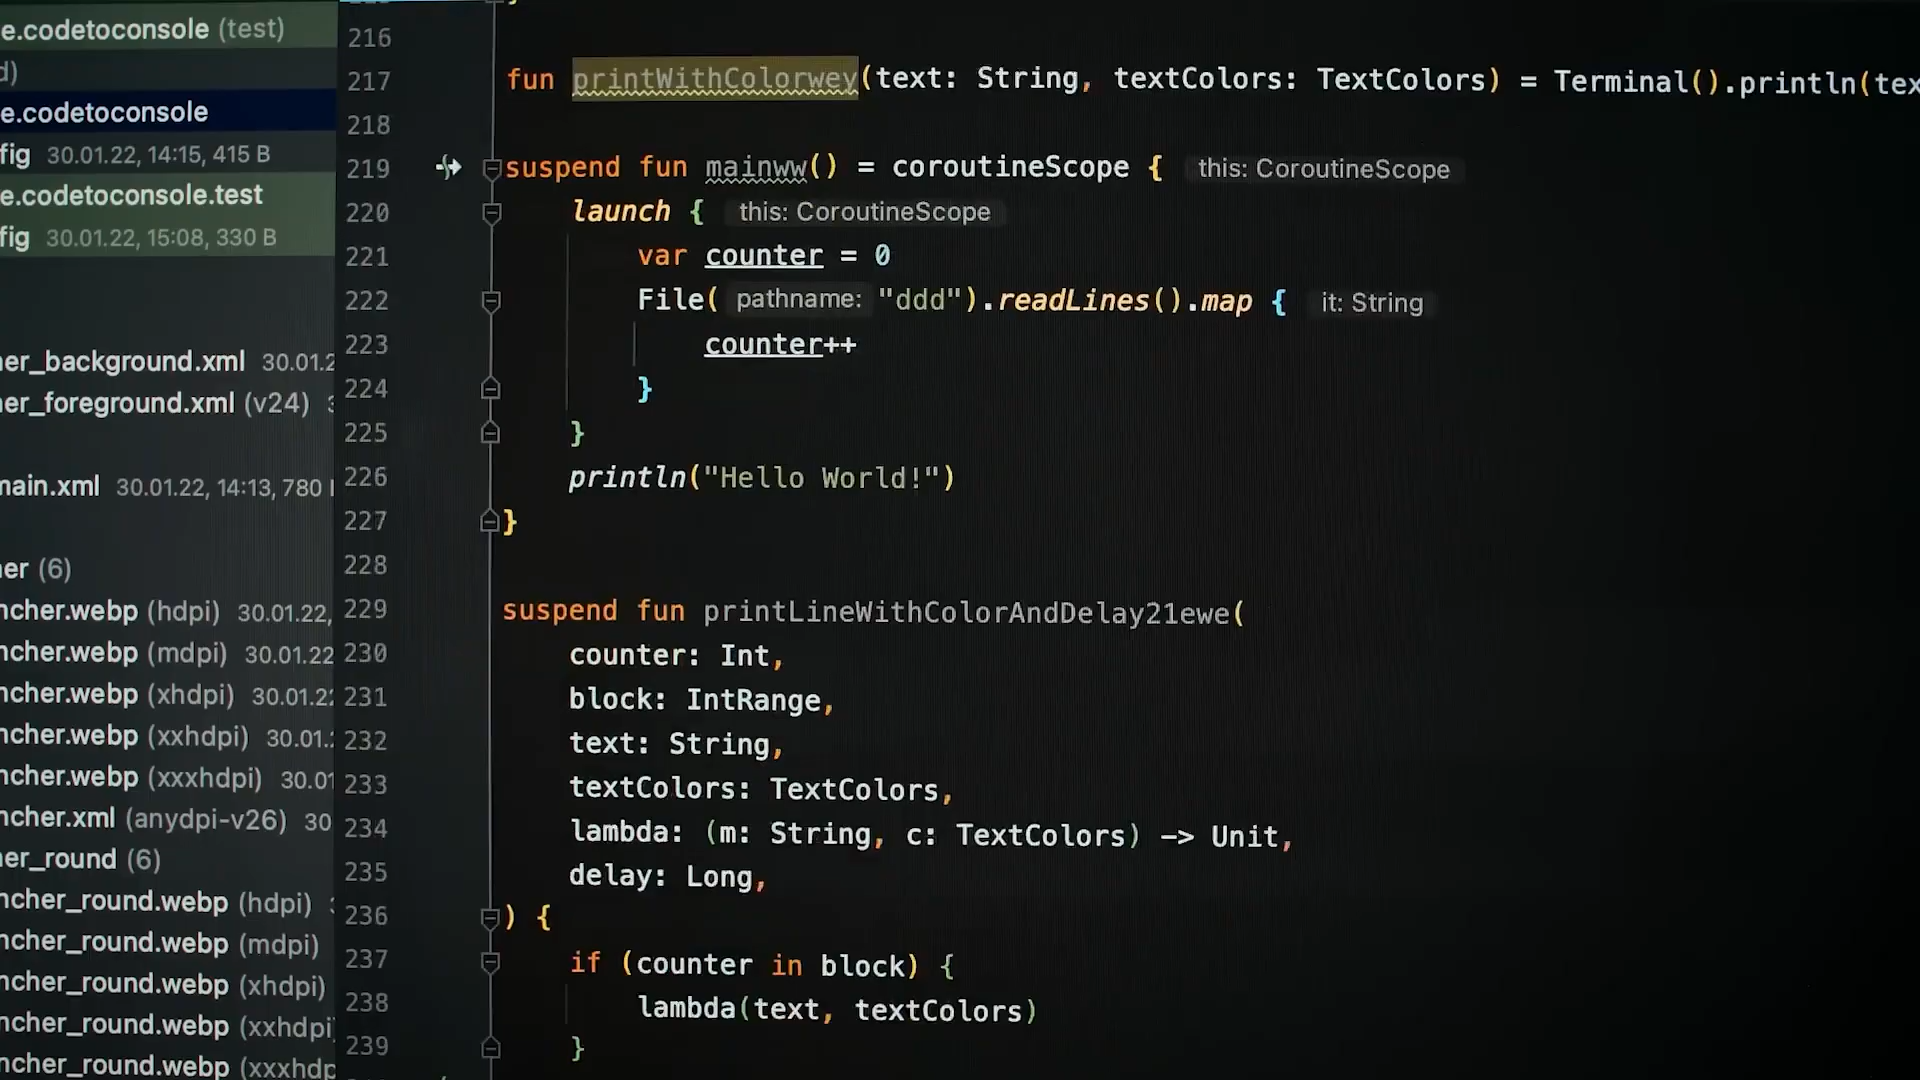 e.codetoconsole (test)
d)
e.codetoconsole
fig 30.01.22, 14:15, 415 B
e.codetoconsole.test
fig 30.01.22, 15:08, 330 B
ner_background.xml 30.01.2
ner_foreground.xml (v24)
main.xml 30.01.22, 14:13, 780
ner (6)
ncher.webp (hdpi) 30.01.22,
ncher.webp (mdpi) 30.01.22
ncher.webp (xhdpi) 30.01.22
ncher.webp (xxhdpi) 30.01.
ncher.webp (xxxhdpi) 30.01
ncher.xml (anydpi-v26) 30
ner_round (6)
ncher_round.webp (hdpi)
ncher_round.webp (mdpi)
ncher_round.webp (xhdpi)
ncher_round.webp (xxhdpi
ncher_round.webp (xxxhdp
216
217 fun printWithColorwey(text: String, textColors: TextColors) = Terminal().println(tex
218
219 suspend fun mainww() = coroutineScope { this: CoroutineScope
220 launch { this: CoroutineScope
221 var counter = 0
222 File( pathname: "ddd").readLines().map { it: String
223 counter++
224 }
225 }
226 println("Hello World!")
227 }
228
229 suspend fun printLineWithColorAndDelay21ewe(
230 counter: Int,
231 block: IntRange,
232 text: String,
233 textColors: TextColors,
234 lambda: (m: String, c: TextColors) -> Unit,
235 delay: Long,
236 ) {
237 if (counter in block) {
238 lambda(text, textColors)
239 }